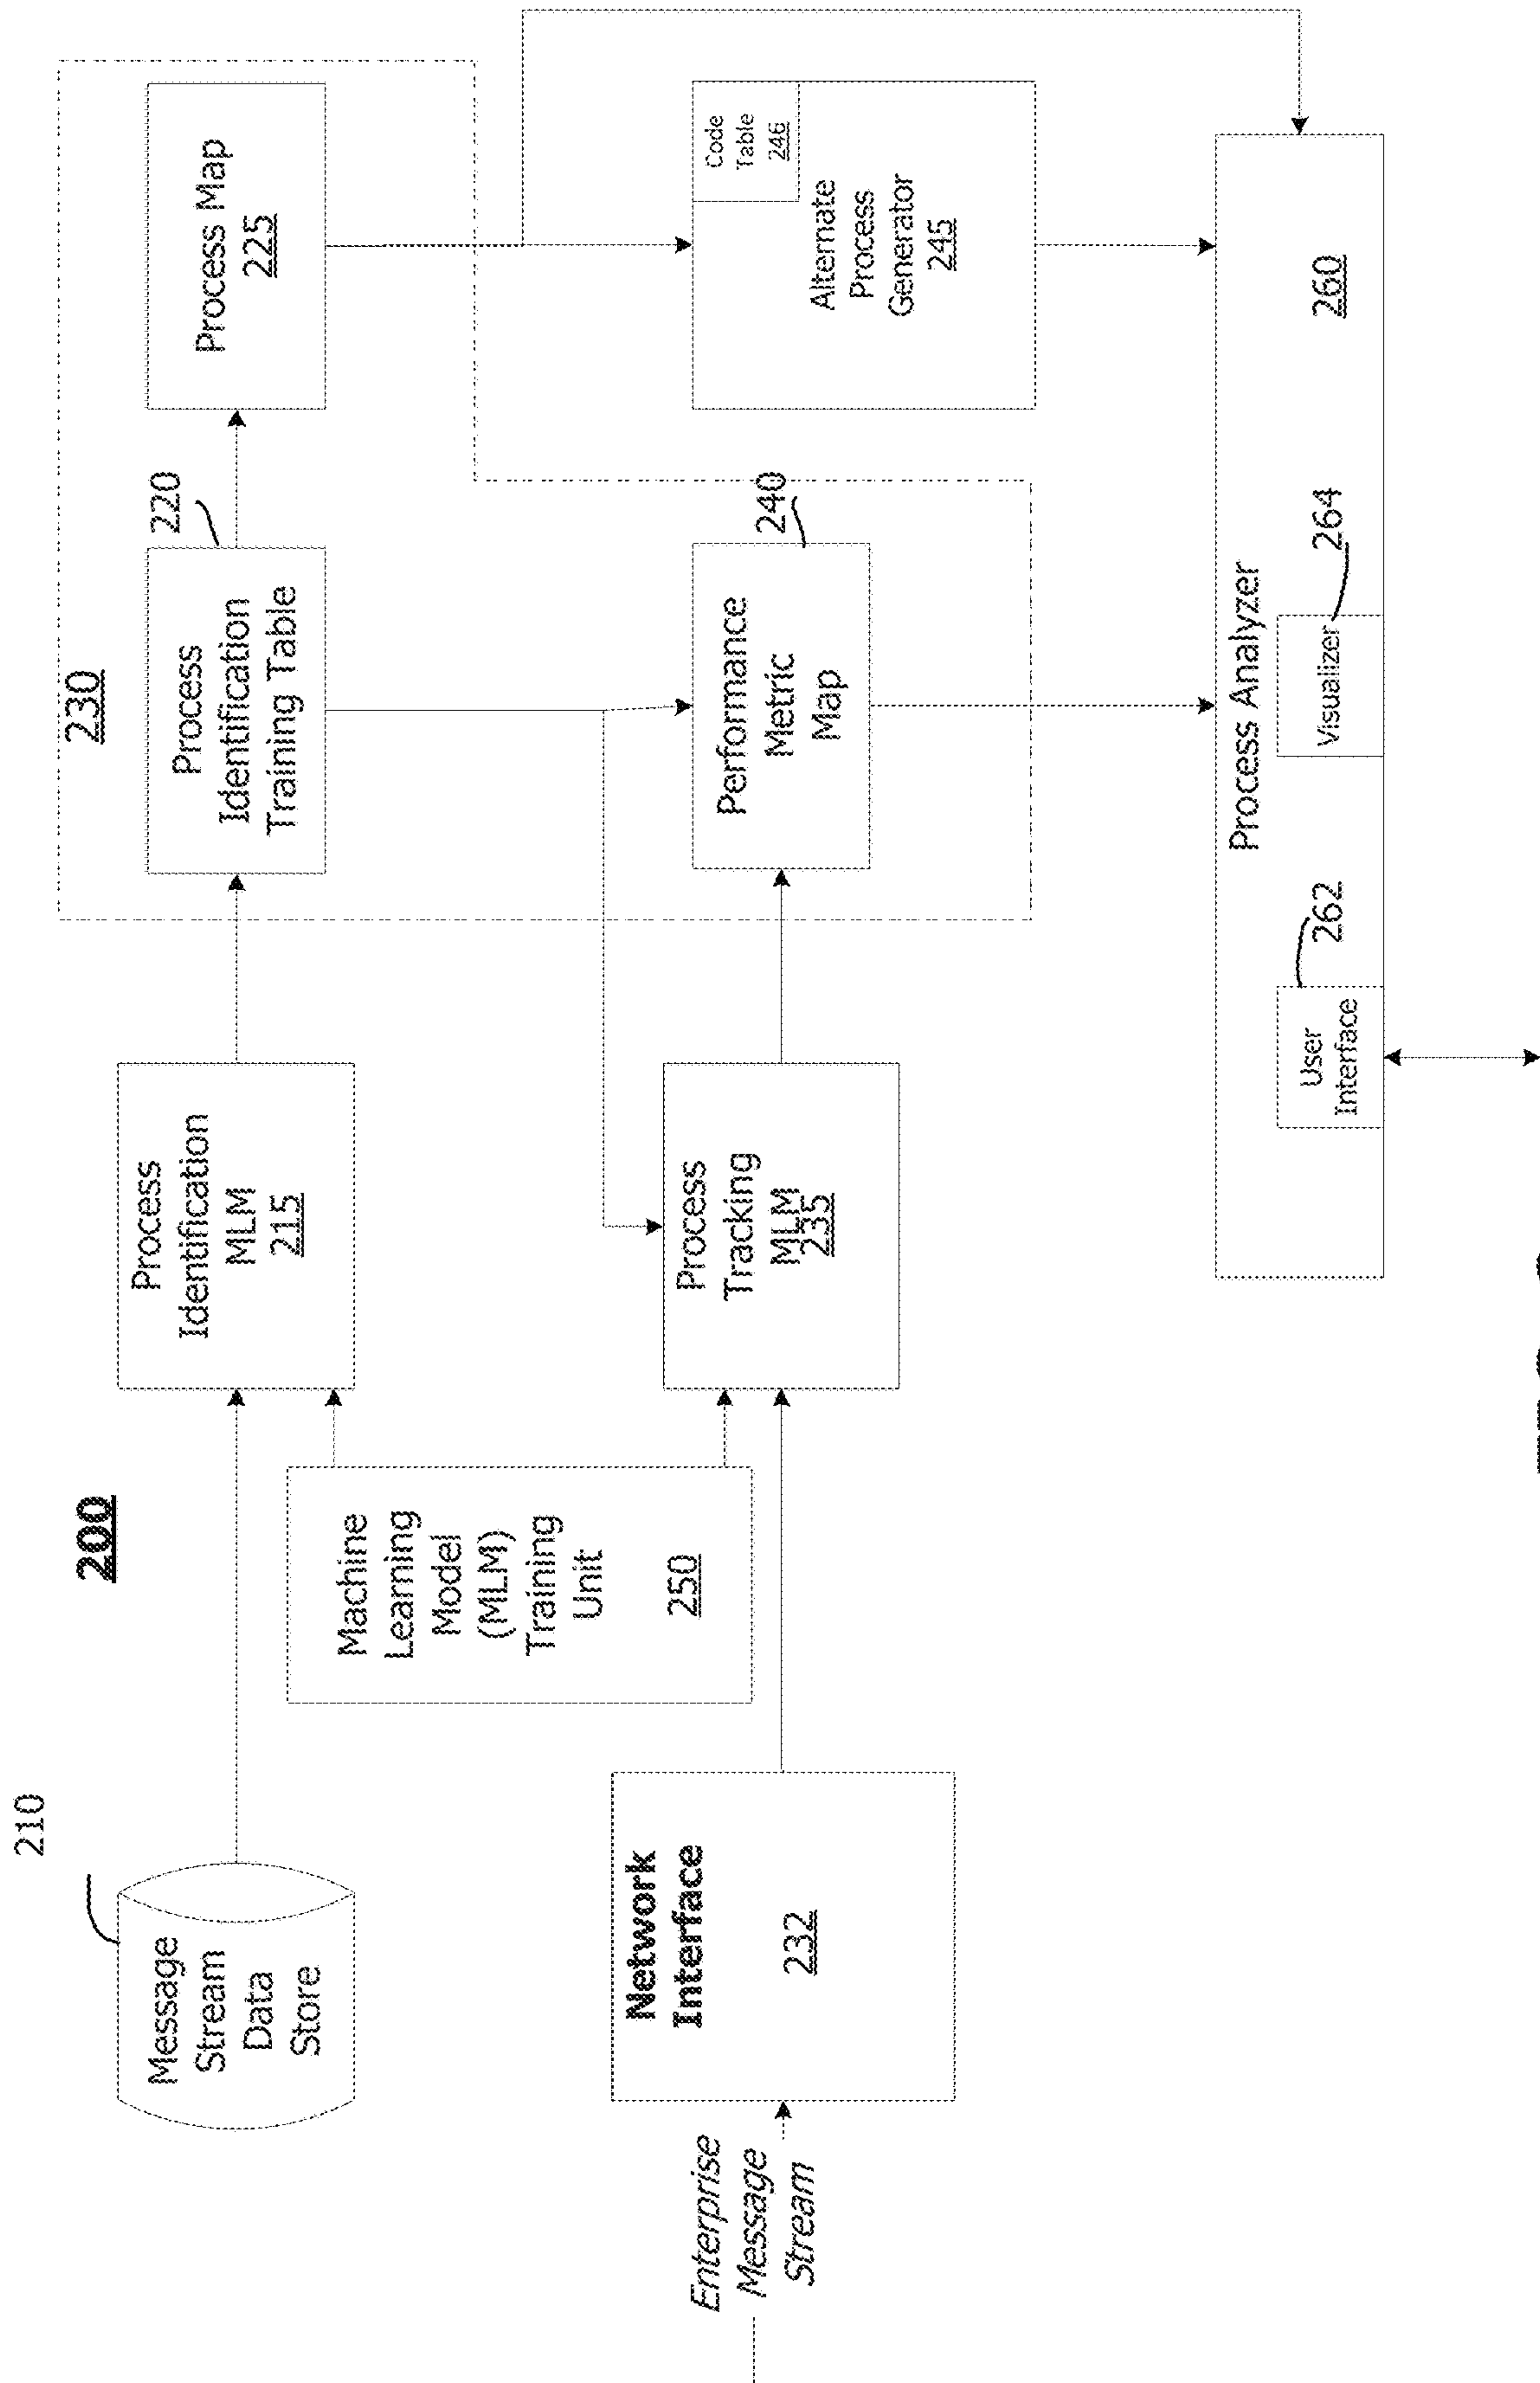 200
210
Message
Stream
Data
Store
Process
Identification
MLM
215
230
Process
Identification
Training Table
220
Process Map
225
Machine
Learning
Model
(MLM)
Training
Unit
250
Enterprise
Message
Stream
Network
Interface
232
Process
Tracking
MLM
235
Performance
Metric
Map
240
Code
Table
246
Alternate
Process
Generator
245
Process Analyzer
User
Interface
262
Visualizer
264
260